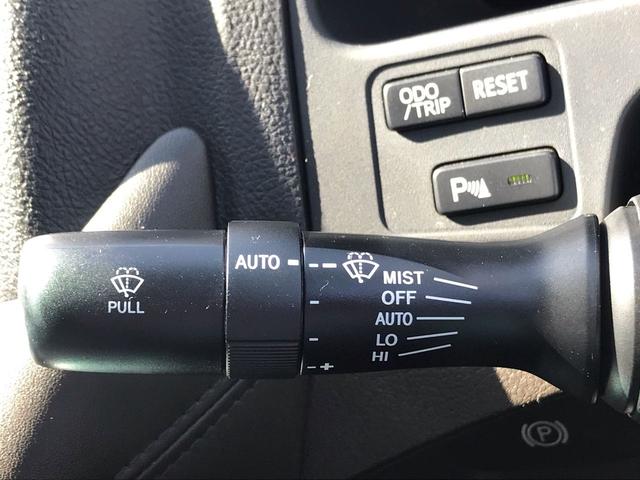 ODO
/TRIP
RESET
P
AUTO
MIST
OFF
AUTO
LO
HI
- +
PULL
P